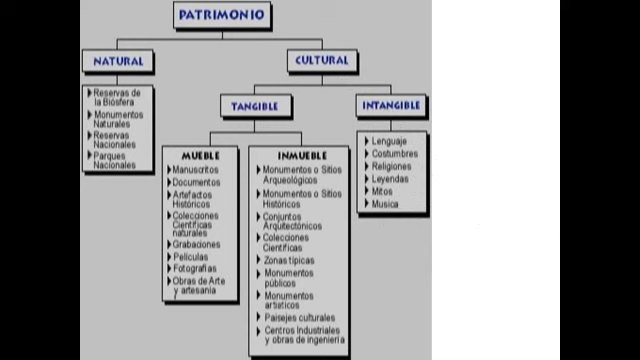 PATRIMONIO
NATURAL
CULTURAL
Reservas de
la Biósfera
Monumentos
Naturales
Reservas
Nacionales
Parques
Nacionales
TANGIBLE
INTANGIBLE
MUEBLE
Manuscritos
Documentos
Artefactos
Históricos
Colecciones
Científicas
naturales
Grabaciones
Películas
Fotografías
Obras de Arte
y artesanía
INMUEBLE
Monumentos o Sitios
Arqueológicos
Monumentos o Sitios
Históricos
Conjuntos
Arquitectónicos
Colecciones
Científicas
Zonas típicas
Monumentos
públicos
Monumentos
artísticos
Paisejes culturales
Centros Industriales
y obras de ingeniería
Lenguaje
Costumbres
Religiones
Leyendas
Mitos
Musica